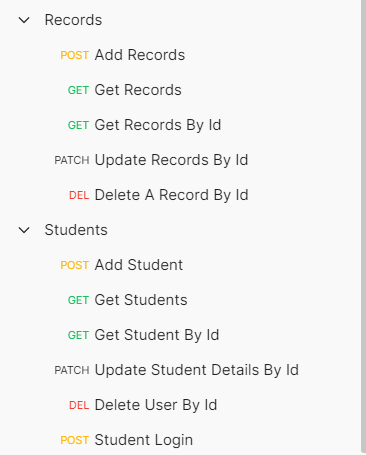 Records
POST Add Records
GET Get Records
GET Get Records By Id
PATCH Update Records By Id
DEL Delete A Record By Id
Students
POST Add Student
GET Get Students
GET Get Student By Id
PATCH Update Student Details By Id
DEL Delete User By Id
POST Student Login